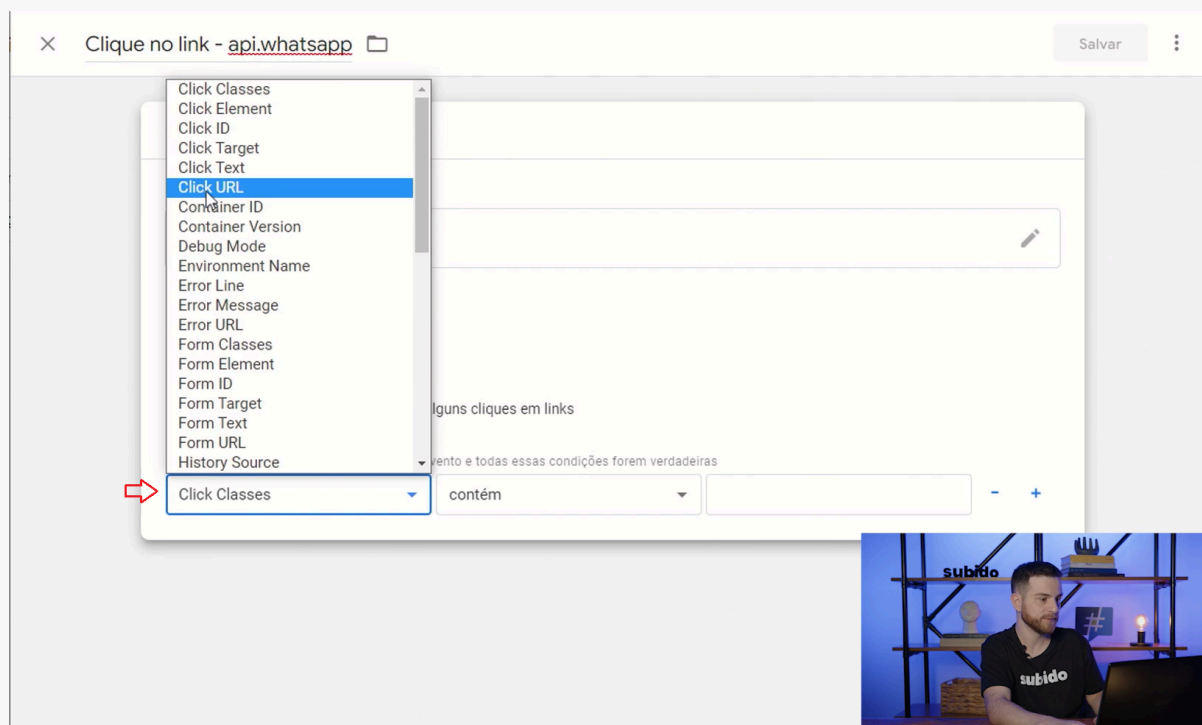 Clique no link - api.whatsapp
Salvar
Click Classes
Click Element
Click ID
Click Target
Click Text
Click URL
Container ID
Container Version
Debug Mode
Environment Name
Error Line
Error Message
Error URL
Form Classes
Form Element
Form ID
Form Target
Form Text
Form URL
History Source
lguns cliques em links
vento e todas essas condições forem verdadeiras
Click Classes
contém
- +
subido
#
subido